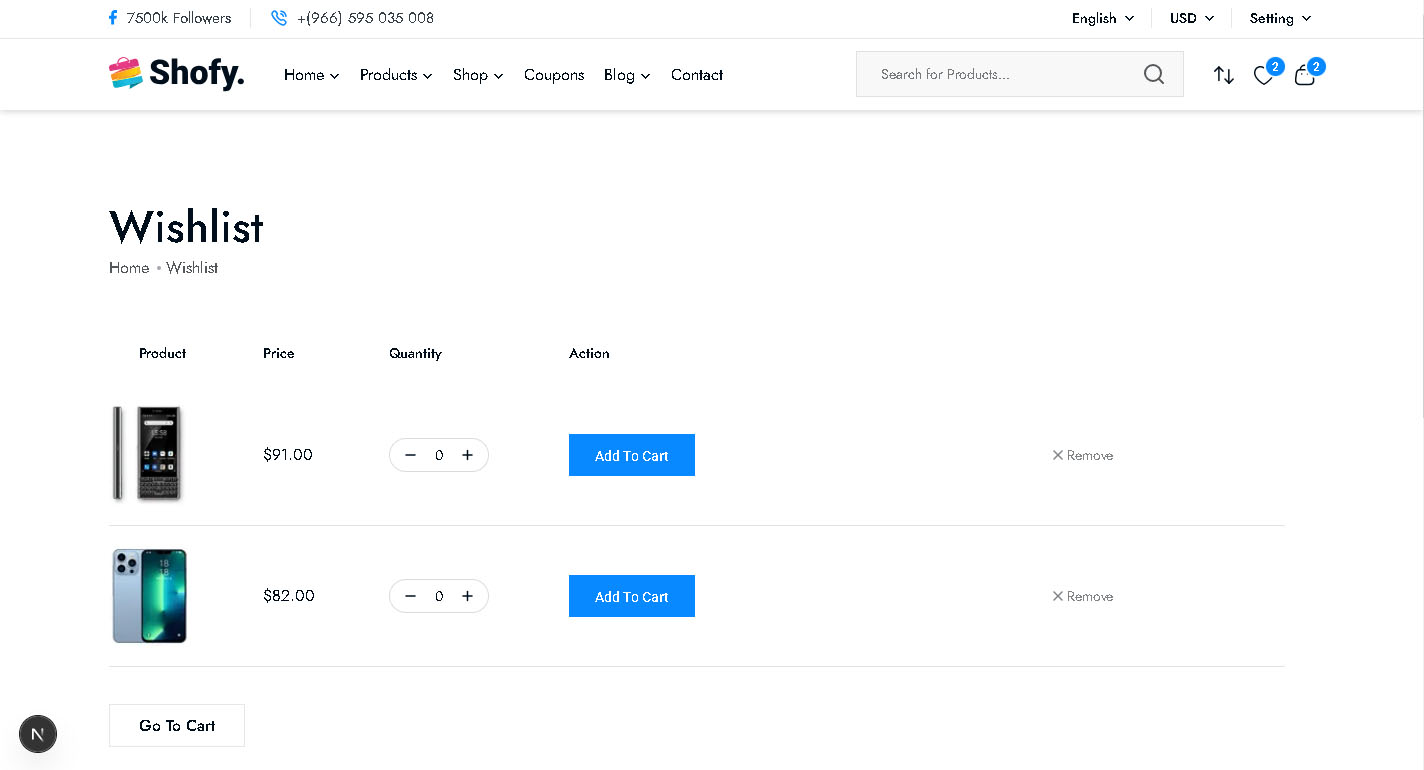 7500k Followers +(966) 595 035 008 English USD Setting
Shofy. Home Products Shop Coupons Blog Contact Search for Products... 2 2
Wishlist
Home • Wishlist
Product Price Quantity Action
$91.00 − 0 + Add To Cart × Remove
$82.00 − 0 + Add To Cart × Remove
Go To Cart
N